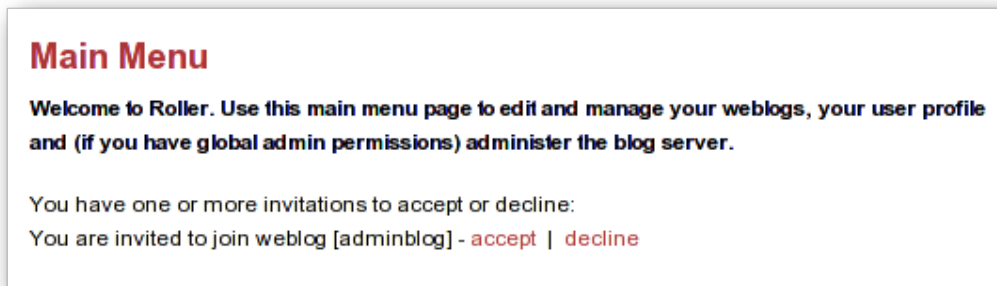 Main Menu
Welcome to Roller. Use this main menu page to edit and manage your weblogs, your user profile
and (if you have global admin permissions) administer the blog server.
You have one or more invitations to accept or decline:
You are invited to join weblog [adminblog] - accept | decline